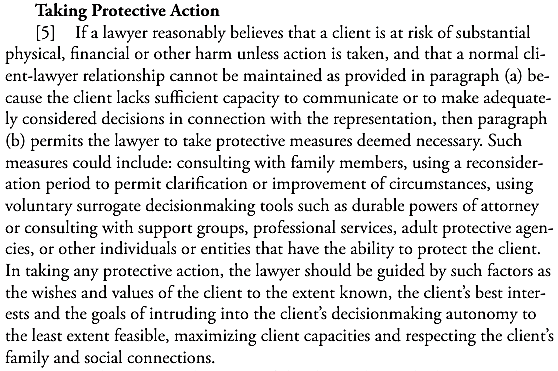 Taking Protective Action
[5] If a lawyer reasonably believes that a client is at risk of substantial
physical, financial or other harm unless action is taken, and that a normal cli-
ent-lawyer relationship cannot be maintained as provided in paragraph (a) be-
cause the client lacks sufficient capacity to communicate or to make adequate-
ly considered decisions in connection with the representation, then paragraph
(b) permits the lawyer to take protective measures deemed necessary. Such
measures could include: consulting with family members, using a reconsider-
ation period to permit clarification or improvement of circumstances, using
voluntary surrogate decisionmaking tools such as durable powers of attorney
or consulting with support groups, professional services, adult protective agen-
cies, or other individuals or entities that have the ability to protect the client.
In taking any protective action, the lawyer should be guided by such factors as
the wishes and values of the client to the extent known, the client's best inter-
ests and the goals of intruding into the client's decisionmaking autonomy to
the least extent feasible, maximizing client capacities and respecting the client's
family and social connections.